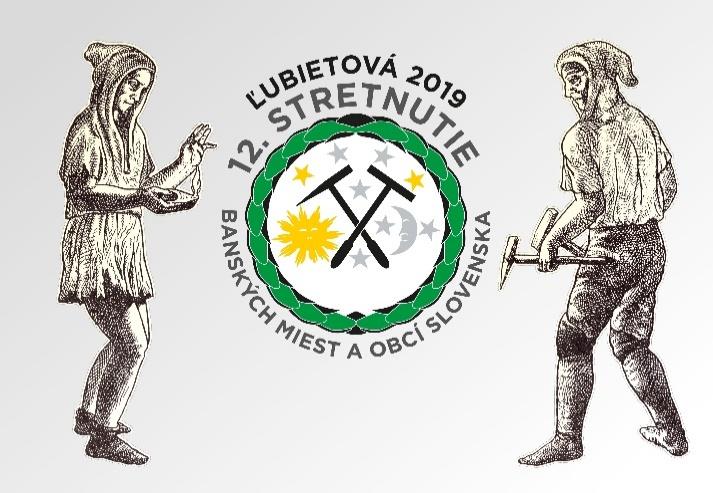 ĽUBIETOVÁ 2019
12. STRETNUTIE
BANSKÝCH MIEST A OBCÍ SLOVENSKA